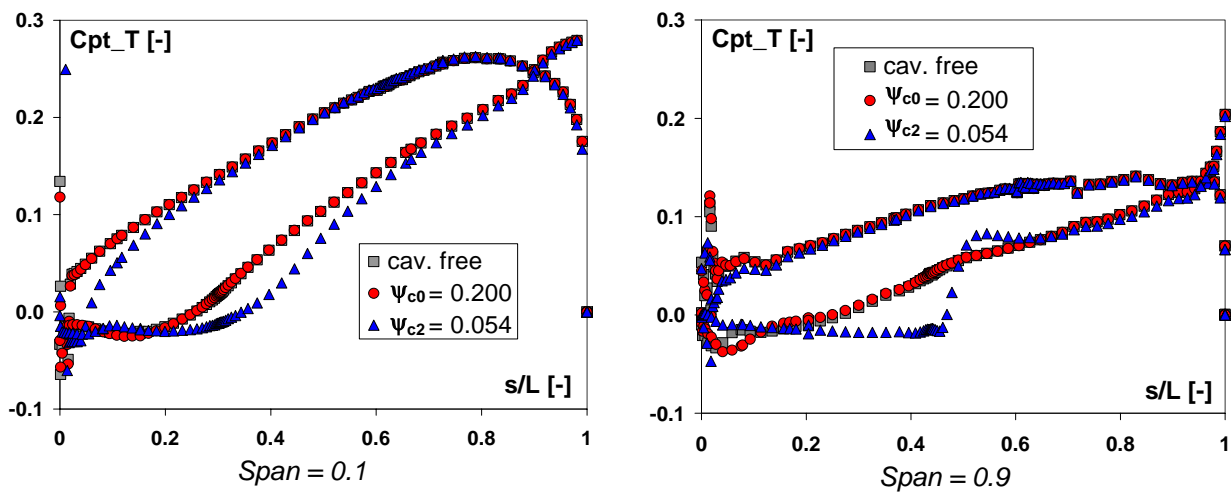 Cpt_T [-]
0.3
0.2
0.1
0.0
-0.1
cav. free
ψc0 = 0.200
ψc2 = 0.054
s/L [-]
0 0.2 0.4 0.6 0.8 1
Span = 0.1
Cpt_T [-]
0.3
0.2
0.1
0.0
-0.1
cav. free
ψc0 = 0.200
ψc2 = 0.054
s/L [-]
0 0.2 0.4 0.6 0.8 1
Span = 0.9